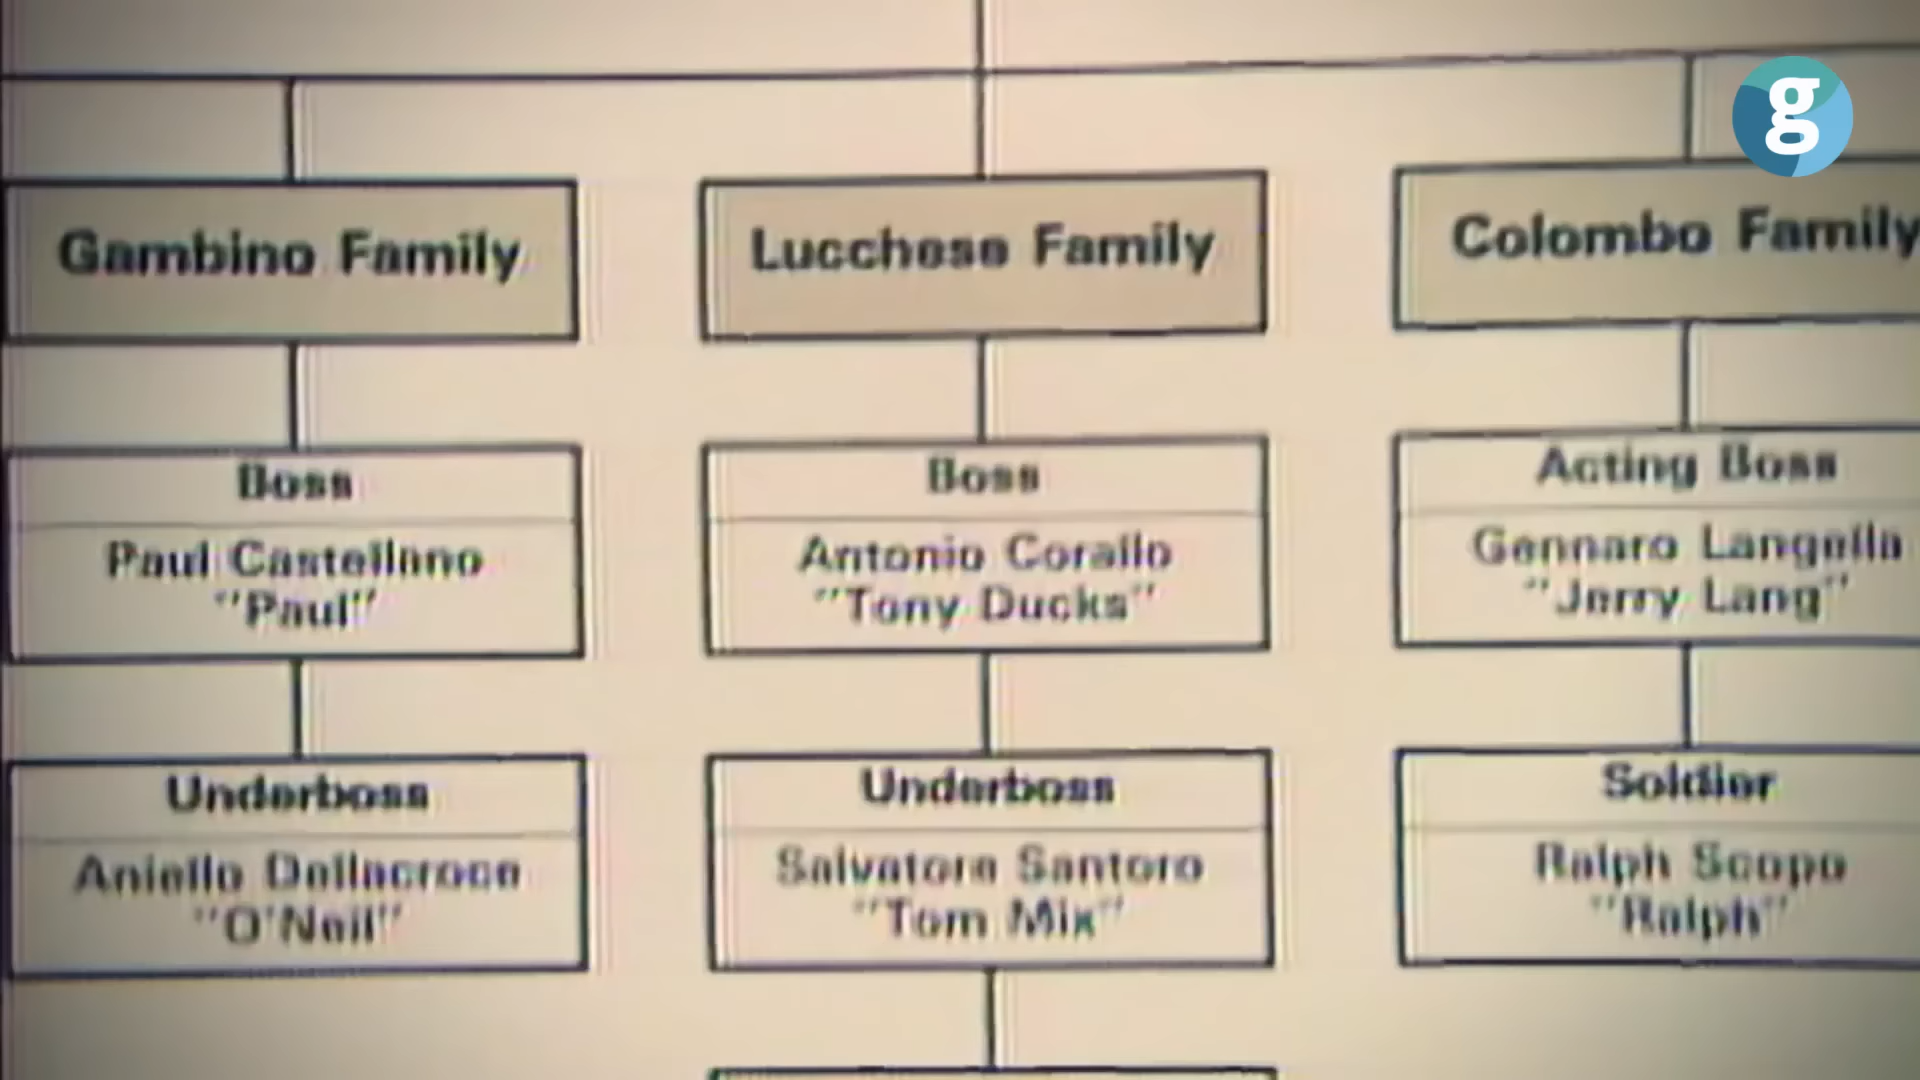 g
Gambino Family
Lucchese Family
Colombo Family
Boss
Paul Castellano
"Paul"
Boss
Antonio Corallo
"Tony Ducks"
Acting Boss
Gennaro Langella
"Jerry Lang"
Underboss
Aniello Dellacroce
"O'Neil"
Underboss
Salvatore Santoro
"Tom Mix"
Soldier
Ralph Scopo
"Ralph"